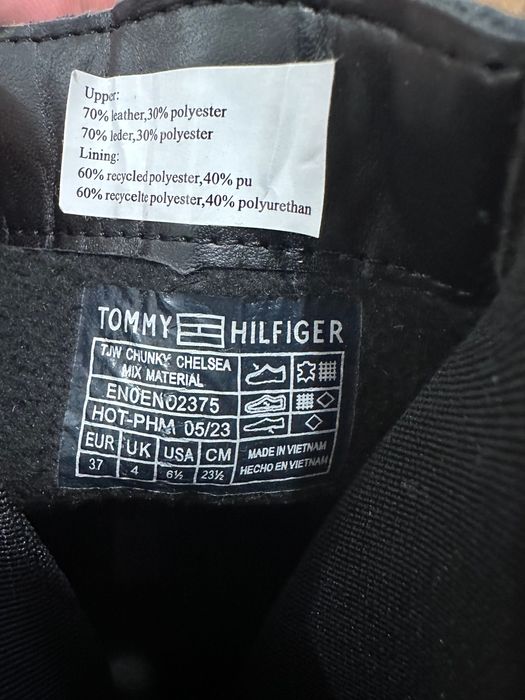 Upper:
70% leather,30% polyester
70% leder,30% polyester
Lining:
60% recycled polyester,40% pu
60% recycelte polyester,40% polyurethan
TOMMY HILFIGER
TJW CHUNKY CHELSEA
MIX MATERIAL
EN0EN02375
HOT-PHM 05/23
EUR UK USA CM
37 4 6½ 23½
MADE IN VIETNAM
HECHO EN VIETNAM